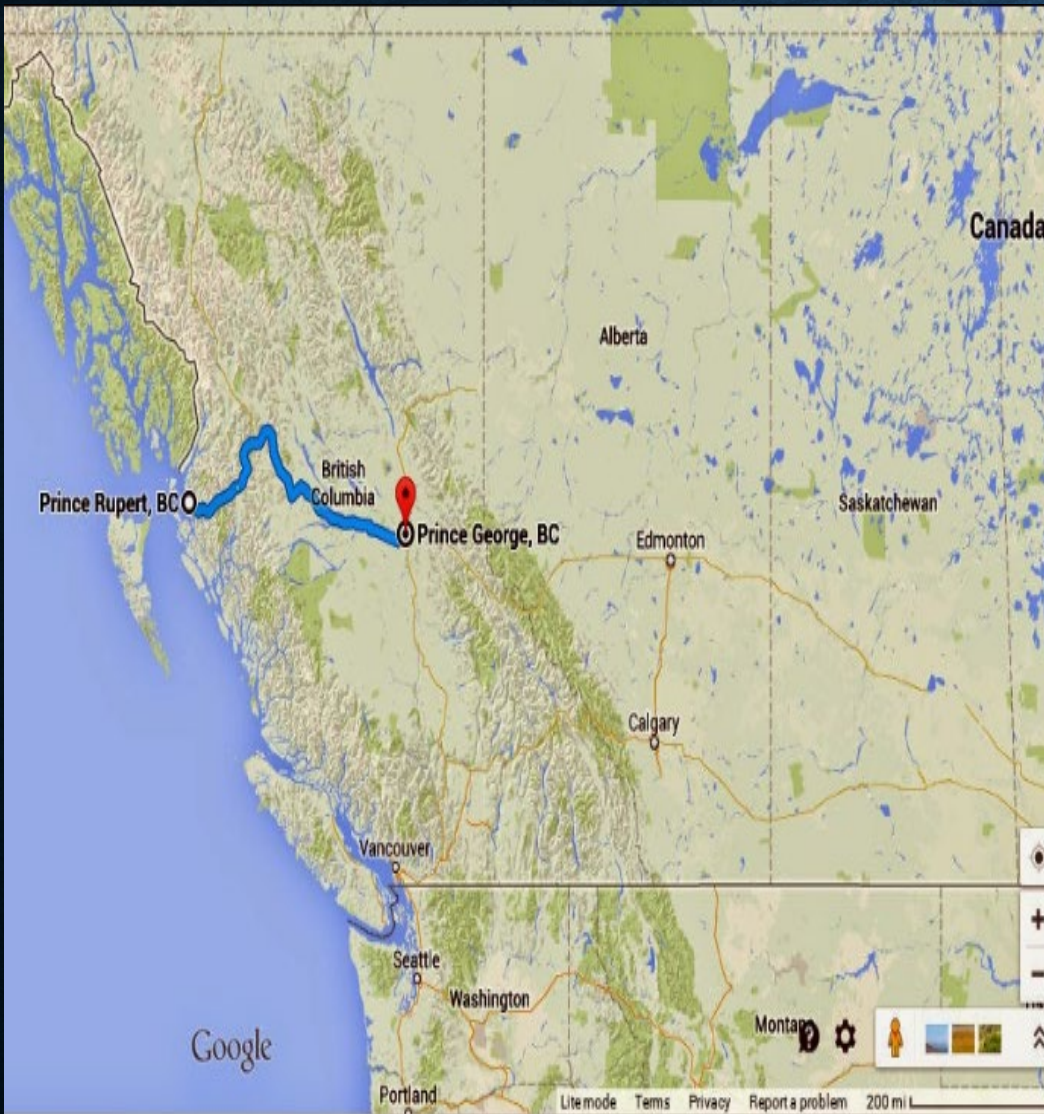 Canada
Alberta
British
Columbia
Prince Rupert, BC
Prince George, BC
Saskatchewan
Edmonton
Calgary
Vancouver
Seattle
Washington
Google
Portland
Lite mode Terms Privacy Report a problem 200 mi